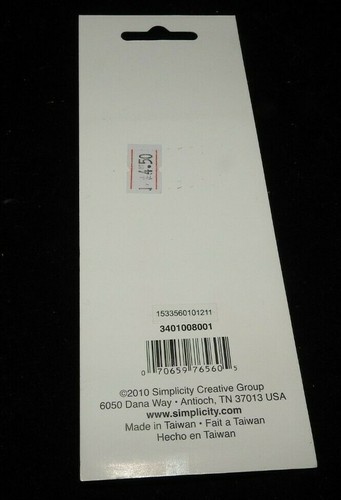 4.50
1533560101211
3401008001
0 70659 76560 5
©2010 Simplicity Creative Group
6050 Dana Way • Antioch, TN 37013 USA
www.simplicity.com
Made in Taiwan • Fait a Taiwan
Hecho en Taiwan